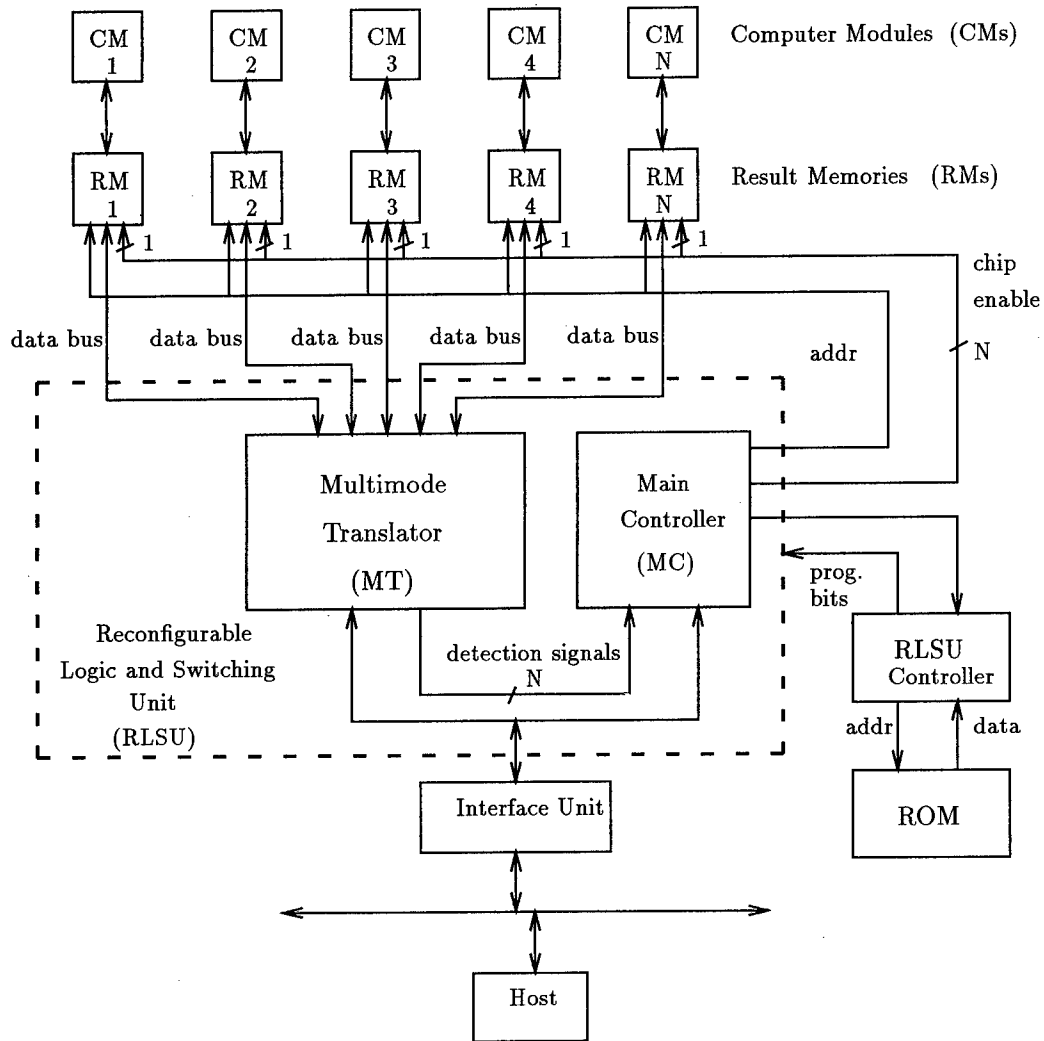 CM
1
CM
2
CM
3
CM
4
CM
N
Computer Modules (CMs)
RM
1
RM
2
RM
3
RM
4
RM
N
Result Memories (RMs)
1
1
1
1
1
chip
enable
data bus
data bus
data bus
data bus
data bus
addr
N
Multimode
Translator
(MT)
Main
Controller
(MC)
prog.
bits
Reconfigurable
Logic and Switching
Unit
(RLSU)
detection signals
N
RLSU
Controller
addr
data
Interface Unit
ROM
Host